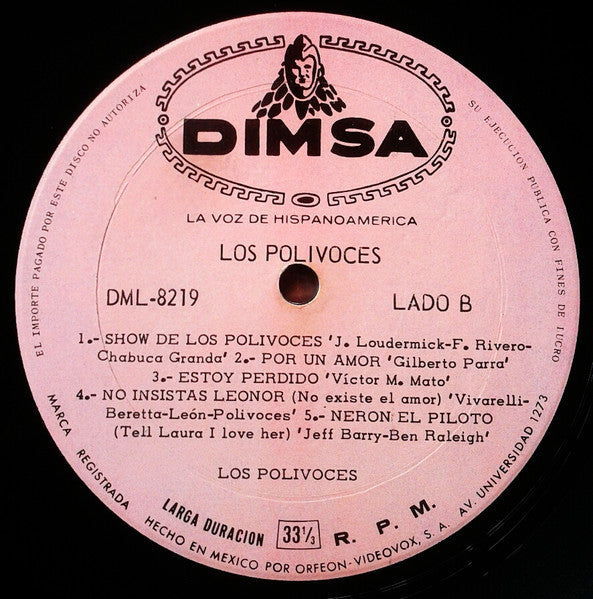 DIMSA
LA VOZ DE HISPANOAMERICA
LOS POLIVOCES
DML-8219
LADO B
1.- SHOW DE LOS POLIVOCES 'J. Loudermick-F. Rivero-
Chabuca Granda' 2.- POR UN AMOR 'Gilberto Parra'
3.- ESTOY PERDIDO 'Víctor M. Mato'
4.- NO INSISTAS LEONOR (No existe el amor) 'Vivarelli-
Beretta-León-Polivoces' 5.- NERON EL PILOTO
(Tell Laura I love her) 'Jeff Barry-Ben Raleigh'
LOS POLIVOCES
LARGA DURACION 33 1/3 R. P. M.
EL IMPORTE PAGADO POR ESTE DISCO NO AUTORIZA
SU EJECUCION PUBLICA CON FINES DE LUCRO
MARCA REGISTRADA HECHO EN MEXICO POR ORFEON-VIDEOVOX, S. A. AV. UNIVERSIDAD 1273